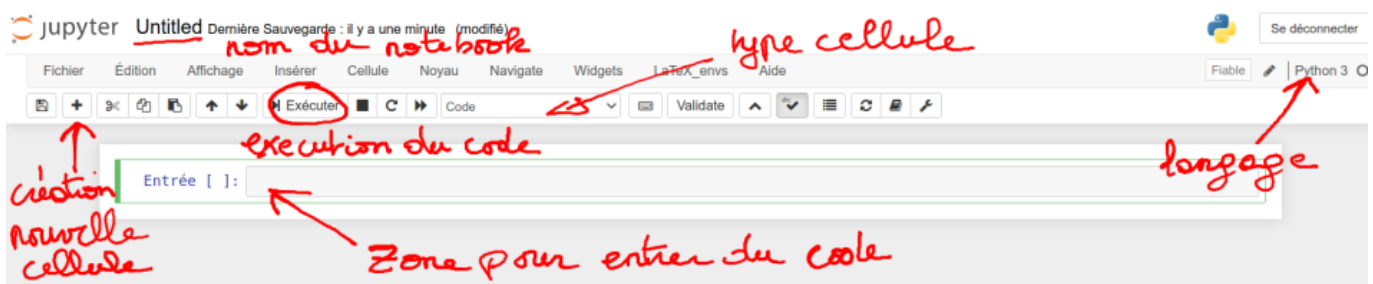 jupyter Untitled Dernière Sauvegarde : il y a une minute (modifié) Se déconnecter
nom du notebook
type cellule
Fichier Édition Affichage Insérer Cellule Noyau Navigate Widgets LaTeX_envs Aide Fiable Python 3
Exécuter Code Validate
execution du code
langage
Entrée [ ]:
création
nouvelle
cellule
Zone pour entrer du code